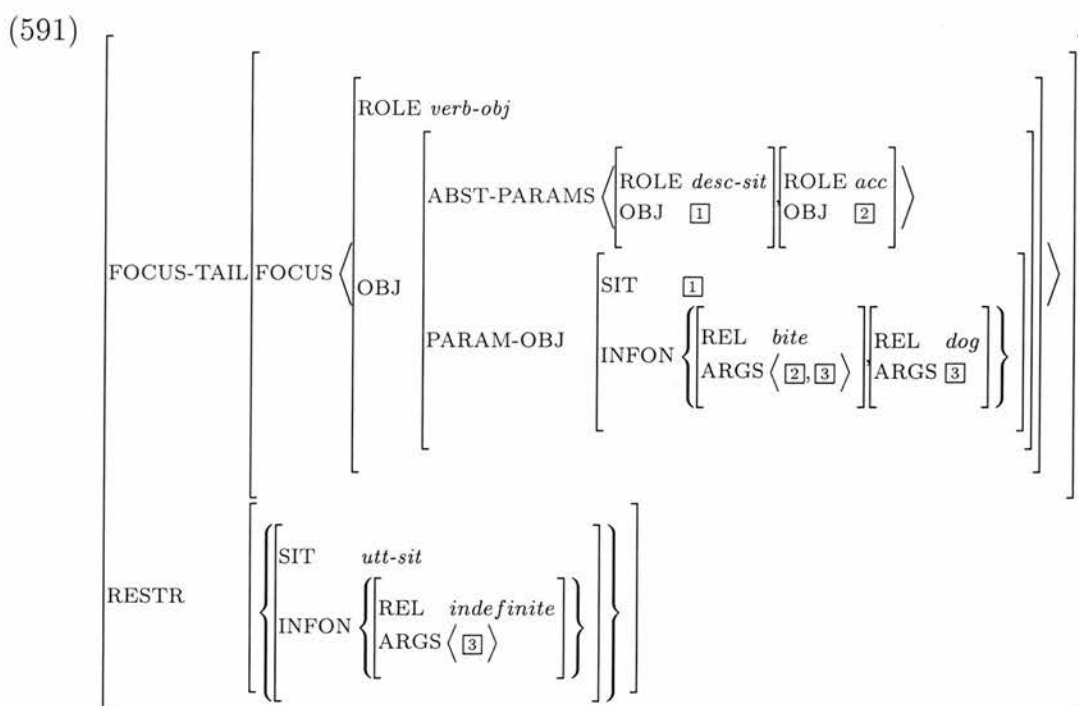 (591)
ROLE verb-obj
ABST-PARAMS ⟨[ROLE desc-sit],[ROLE acc]⟩
OBJ 1 OBJ 2
FOCUS-TAIL FOCUS ⟨ OBJ
SIT 1
PARAM-OBJ
INFON {[REL bite],[REL dog]}
ARGS ⟨2,3⟩ ARGS 3
SIT utt-sit
RESTR
INFON {[REL indefinite]}
ARGS ⟨3⟩